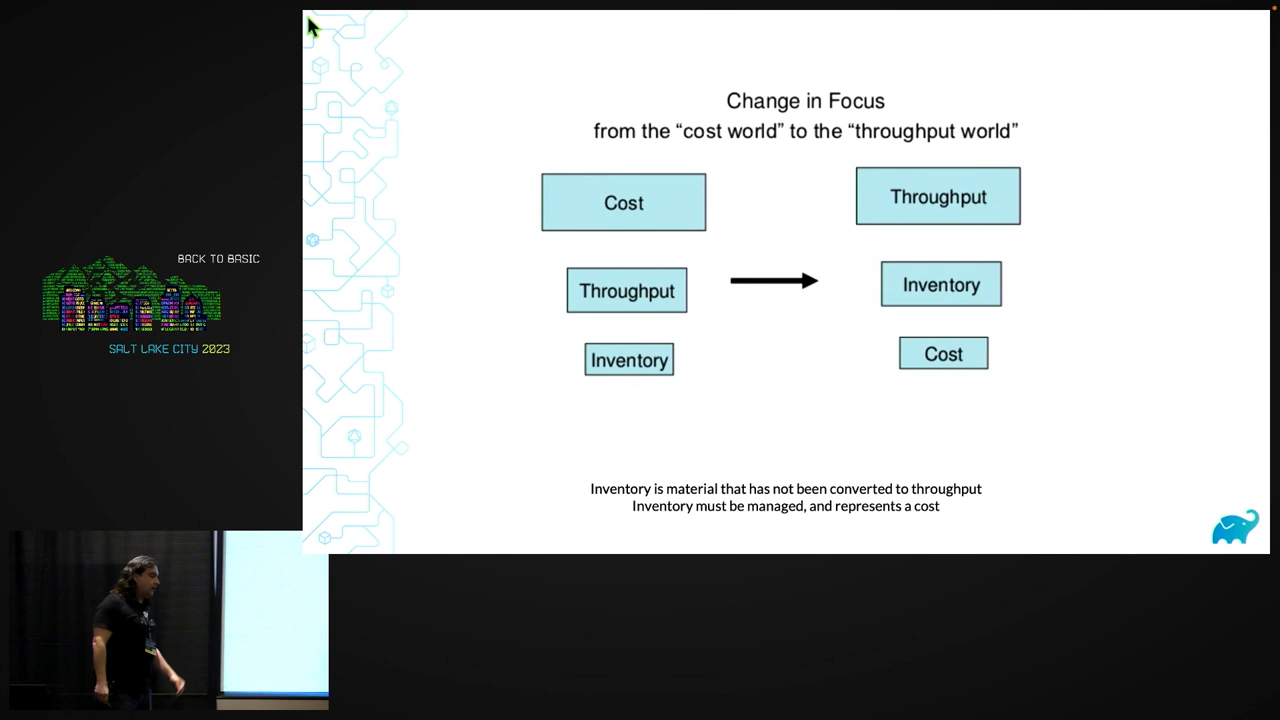 BACK TO BASIC
SALT LAKE CITY 2023
Change in Focus
from the “cost world” to the “throughput world”
Cost
Throughput
Inventory
Throughput
Inventory
Cost
Inventory is material that has not been converted to throughput
Inventory must be managed, and represents a cost